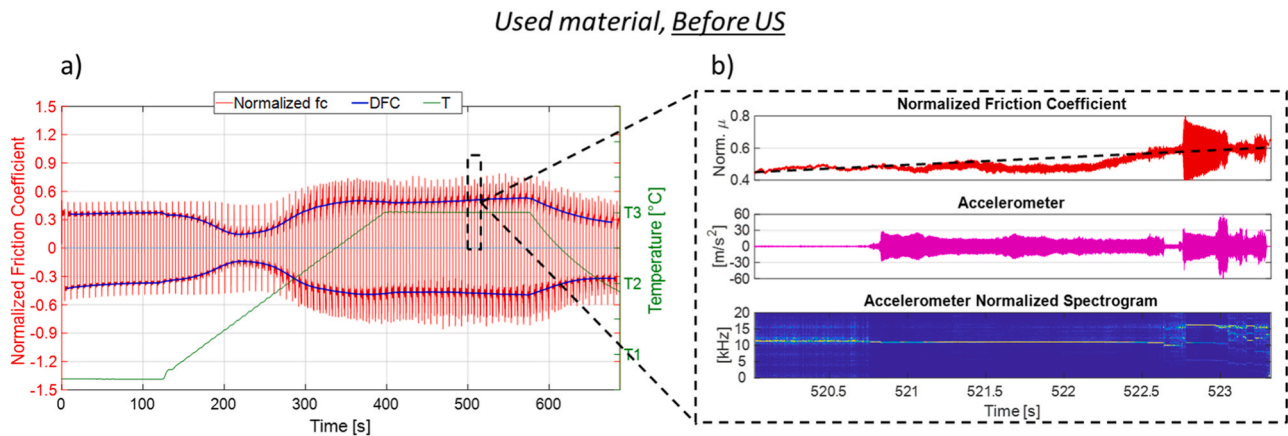 Used material, Before US
a)
b)
Normalized fc DFC T
1.5
1.2
0.9
0.6
0.3
0
-0.3
-0.6
-0.9
-1.2
-1.5
Normalized Friction Coefficient
0 100 200 300 400 500 600
Time [s]
T3
T2
T1
Temperature [°C]
Normalized Friction Coefficient
Norm. μ
0.8
0.6
0.4
Accelerometer
[m/s²]
60
30
0
-30
-60
Accelerometer Normalized Spectrogram
[kHz]
20
15
10
5
0
520.5 521 521.5 522 522.5 523
Time [s]